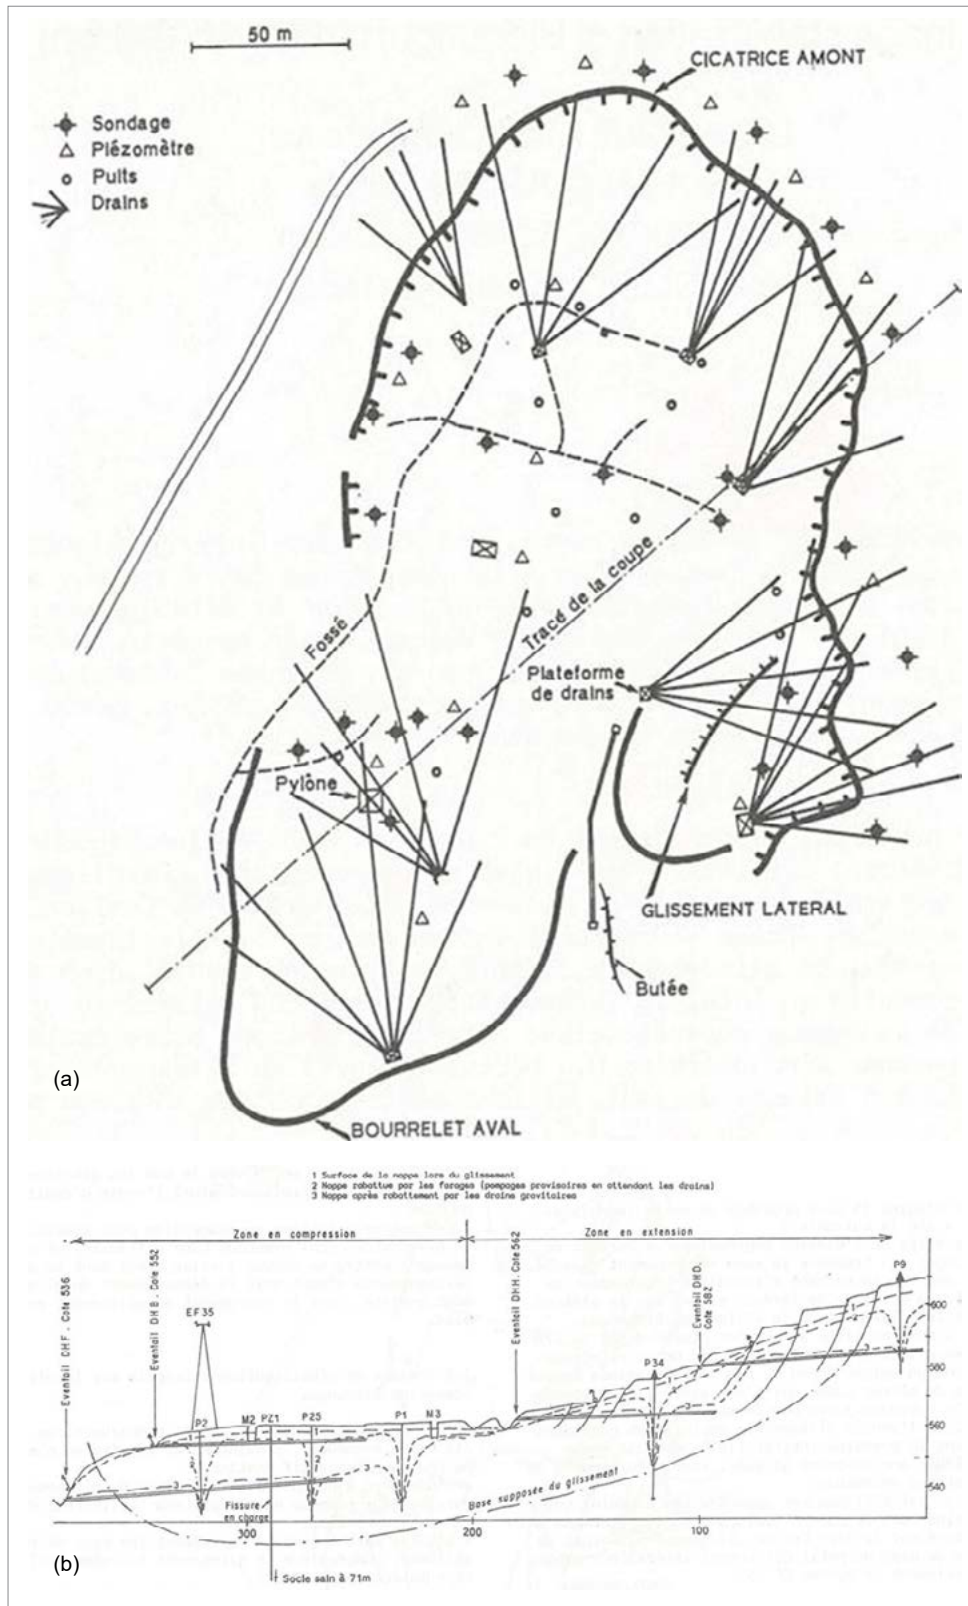 50 m
CICATRICE AMONT
Sondage
Piézomètre
Puits
Drains
Fossé
Tracé de la coupe
Plateforme
de drains
Pylône
GLISSEMENT LATERAL
Butée
BOURRELET AVAL
(a)
1 Surface de la nappe lors du glissement
2 Nappe rabattue par les forages (pompages provisoires en attendant les drains)
3 Nappe après rabattement par les drains gravitaires
Zone en compression
Zone en extension
Eventail DHF. Cote 536
Eventail DHB. Cote 552
EF35
Eventail DHH. Cote 562
Eventail DHD.
Cote 582
P9
P34
P2
M2
PZ1
P25
P1
M3
1
2
3
600
580
560
540
Fissure
en charge
Base supposée du glissement
300
200
100
Socle sain à 71m
(b)